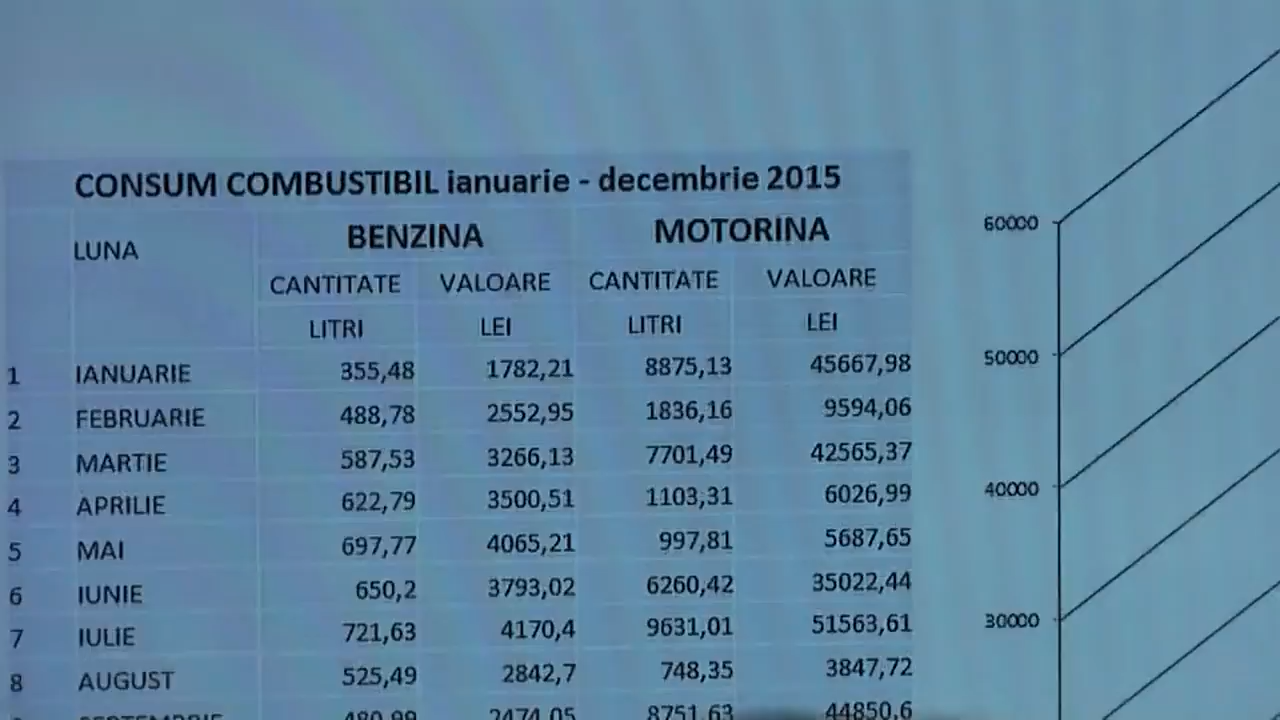 CONSUM COMBUSTIBIL ianuarie - decembrie 2015
LUNA BENZINA MOTORINA
CANTITATE VALOARE CANTITATE VALOARE
LITRI LEI LITRI LEI
1 IANUARIE 355,48 1782,21 8875,13 45667,98
2 FEBRUARIE 488,78 2552,95 1836,16 9594,06
3 MARTIE 587,53 3266,13 7701,49 42565,37
4 APRILIE 622,79 3500,51 1103,31 6026,99
5 MAI 697,77 4065,21 997,81 5687,65
6 IUNIE 650,2 3793,02 6260,42 35022,44
7 IULIE 721,63 4170,4 9631,01 51563,61
8 AUGUST 525,49 2842,7 748,35 3847,72
SEPTEMBRIE 480,99 2474,05 8751,63 44850,6
60000
50000
40000
30000